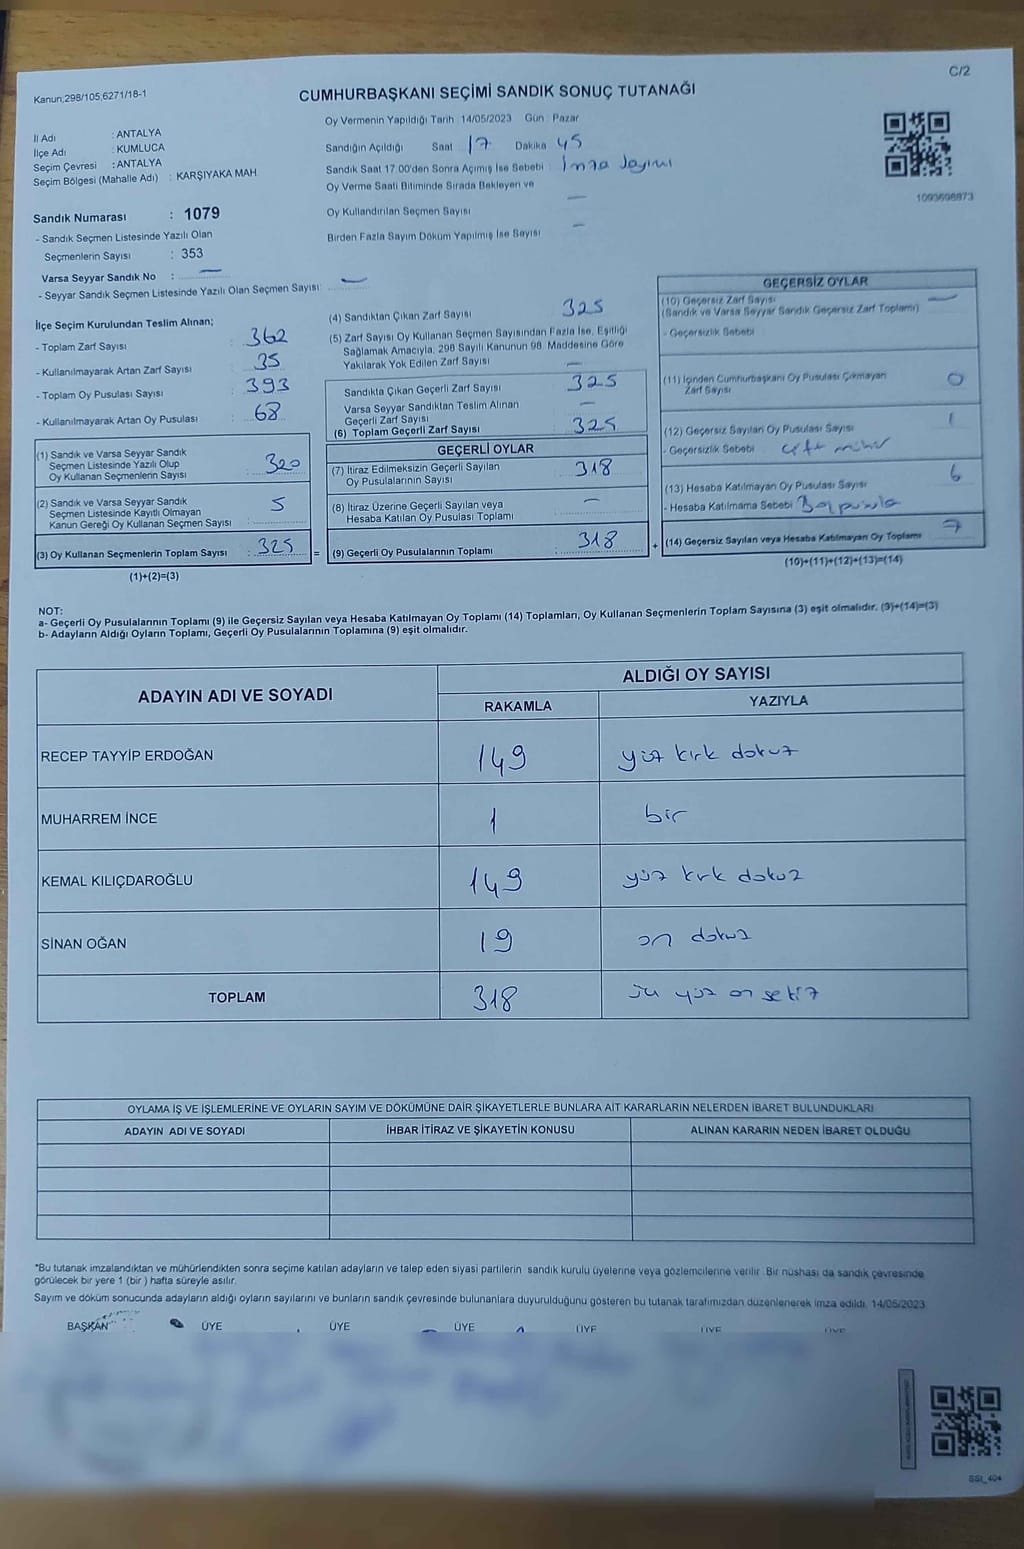 C/2
Kanun;298/105,6271/18-1
CUMHURBAŞKANI SEÇİMİ SANDIK SONUÇ TUTANAĞI
Oy Vermenin Yapıldığı Tarih 14/05/2023 Gün Pazar
İl Adı : ANTALYA
İlçe Adı : KUMLUCA
Seçim Çevresi : ANTALYA
Seçim Bölgesi (Mahalle Adı) : KARŞIYAKA MAH.
Sandığın Açıldığı Saat 17 Dakika 45
Sandık Saat 17.00'den Sonra Açımış İse Sebebi : İmza Sayımı
Oy Verme Saati Bitiminde Sırada Bekleyen ve
Oy Kullandırılan Seçmen Sayısı —
Birden Fazla Sayım Döküm Yapılmış İse Sayısı —
1093698873
Sandık Numarası : 1079
- Sandık Seçmen Listesinde Yazılı Olan
Seçmenlerin Sayısı : 353
Varsa Seyyar Sandık No : —
- Seyyar Sandık Seçmen Listesinde Yazılı Olan Seçmen Sayısı: —
İlçe Seçim Kurulundan Teslim Alınan;
- Toplam Zarf Sayısı : 362
- Kullanılmayarak Artan Zarf Sayısı : 35
- Toplam Oy Pusulası Sayısı : 393
- Kullanılmayarak Artan Oy Pusulası : 68
(1) Sandık ve Varsa Seyyar Sandık
Seçmen Listesinde Yazılı Olup
Oy Kullanan Seçmenlerin Sayısı : 320
(2) Sandık ve Varsa Seyyar Sandık
Seçmen Listesinde Kayıtlı Olmayan
Kanun Gereği Oy Kullanan Seçmen Sayısı : 5
(3) Oy Kullanan Seçmenlerin Toplam Sayısı : 325
(1)+(2)=(3)
(4) Sandıktan Çıkan Zarf Sayısı 325
(5) Zarf Sayısı Oy Kullanan Seçmen Sayısından Fazla İse, Eşitliği
Sağlamak Amacıyla, 298 Sayılı Kanunun 98. Maddesine Göre
Yakılarak Yok Edilen Zarf Sayısı —
Sandıkta Çıkan Geçerli Zarf Sayısı : 325
Varsa Seyyar Sandıktan Teslim Alınan
Geçerli Zarf Sayısı : —
(6) Toplam Geçerli Zarf Sayısı : 325
GEÇERLİ OYLAR
(7) İtiraz Edilmeksizin Geçerli Sayılan
Oy Pusulalarının Sayısı : 318
(8) İtiraz Üzerine Geçerli Sayılan veya
Hesaba Katılan Oy Pusulası Toplamı : —
= (9) Geçerli Oy Pusulalarının Toplamı : 318
GEÇERSİZ OYLAR
(10) Geçersiz Zarf Sayısı —
(Sandık ve Varsa Seyyar Sandık Geçersiz Zarf Toplamı)
- Geçersizlik Sebebi
(11) İçinden Cumhurbaşkanı Oy Pusulası Çıkmayan
Zarf Sayısı 0
(12) Geçersiz Sayılan Oy Pusulası Sayısı 1
- Geçersizlik Sebebi çift mühür
(13) Hesaba Katılmayan Oy Pusulası Sayısı 6
- Hesaba Katılmama Sebebi pusula
+ (14) Geçersiz Sayılan veya Hesaba Katılmayan Oy Toplamı 7
(10)+(11)+(12)+(13)=(14)
NOT:
a- Geçerli Oy Pusulalarının Toplamı (9) ile Geçersiz Sayılan veya Hesaba Katılmayan Oy Toplamı (14) Toplamları, Oy Kullanan Seçmenlerin Toplam Sayısına (3) eşit olmalıdır. (9)+(14)=(3)
b- Adayların Aldığı Oyların Toplamı, Geçerli Oy Pusulalarının Toplamına (9) eşit olmalıdır.
ADAYIN ADI VE SOYADI
ALDIĞI OY SAYISI
RAKAMLA YAZIYLA
RECEP TAYYİP ERDOĞAN 149 yüz kırk dokuz
MUHARREM İNCE 1 bir
KEMAL KILIÇDAROĞLU 149 yüz kırk dokuz
SİNAN OĞAN 19 on dokuz
TOPLAM 318 üç yüz on sekiz
OYLAMA İŞ VE İŞLEMLERİNE VE OYLARIN SAYIM VE DÖKÜMÜNE DAİR ŞİKAYETLERLE BUNLARA AİT KARARLARIN NELERDEN İBARET BULUNDUKLARI
ADAYIN ADI VE SOYADI İHBAR İTİRAZ VE ŞİKAYETİN KONUSU ALINAN KARARIN NEDEN İBARET OLDUĞU
*Bu tutanak imzalandıktan ve mühürlendikten sonra seçime katılan adayların ve talep eden siyasi partilerin sandık kurulu üyelerine veya gözlemcilerine verilir. Bir nüshası da sandık çevresinde
görülecek bir yere 1 (bir ) hafta süreyle asılır.
Sayım ve döküm sonucunda adayların aldığı oyların sayılarını ve bunların sandık çevresinde bulunanlara duyurulduğunu gösteren bu tutanak tarafımızdan düzenlenerek imza edildi. 14/05/2023
BAŞKAN ÜYE ÜYE ÜYE ÜYE ÜYE ÜYE
SSI_404